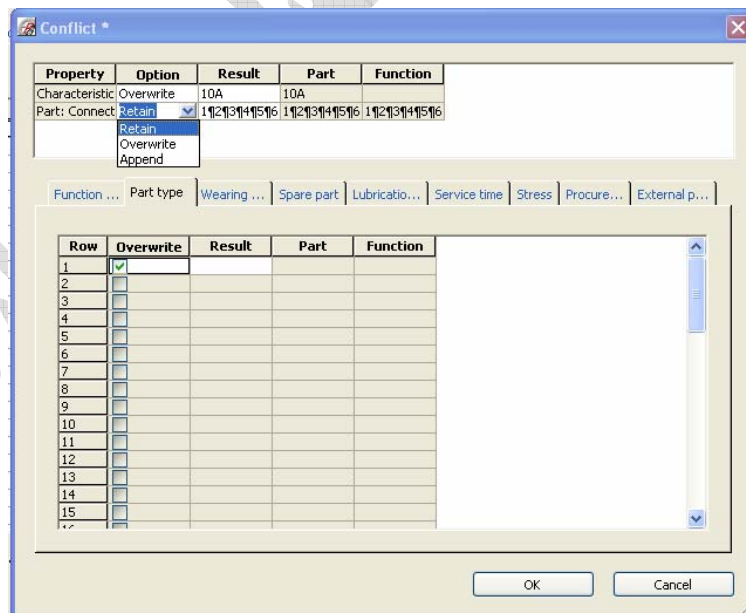 Conflict *
Property Option Result Part Function
Characteristic Overwrite 10A 10A
Part: Connect Retain 1¶2¶3¶4¶5¶6 1¶2¶3¶4¶5¶6 1¶2¶3¶4¶5¶6
Retain
Overwrite
Append
Function ... Part type Wearing ... Spare part Lubricatio... Service time Stress Procure... External p...
Row Overwrite Result Part Function
1
2
3
4
5
6
7
8
9
10
11
12
13
14
15
OK Cancel